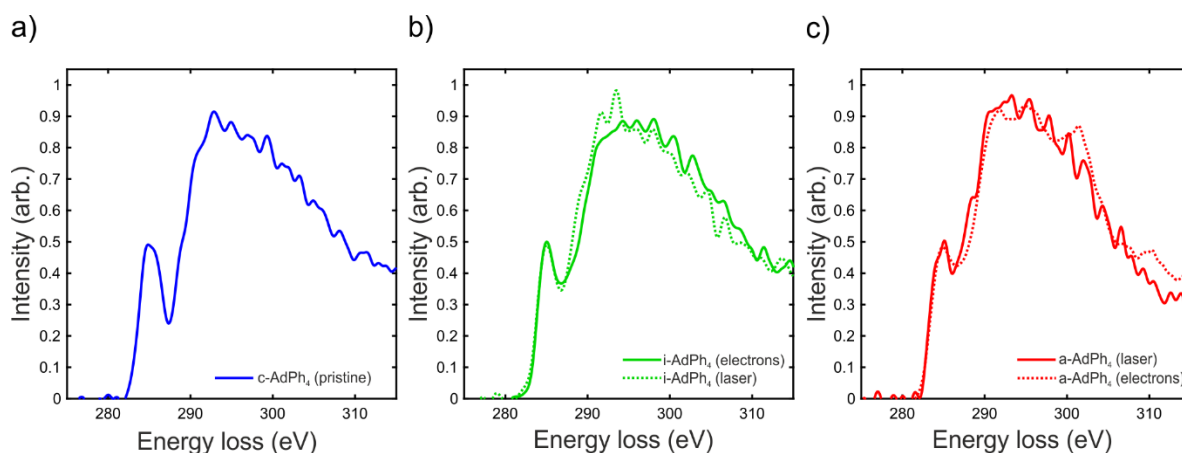 a)
Intensity (arb.)
1
0.9
0.8
0.7
0.6
0.5
0.4
0.3
0.2
0.1
0
c-AdPh₄ (pristine)
280 290 300 310
Energy loss (eV)
b)
Intensity (arb.)
1
0.9
0.8
0.7
0.6
0.5
0.4
0.3
0.2
0.1
0
i-AdPh₄ (electrons)
i-AdPh₄ (laser)
280 290 300 310
Energy loss (eV)
c)
Intensity (arb.)
1
0.9
0.8
0.7
0.6
0.5
0.4
0.3
0.2
0.1
0
a-AdPh₄ (laser)
a-AdPh₄ (electrons)
280 290 300 310
Energy loss (eV)